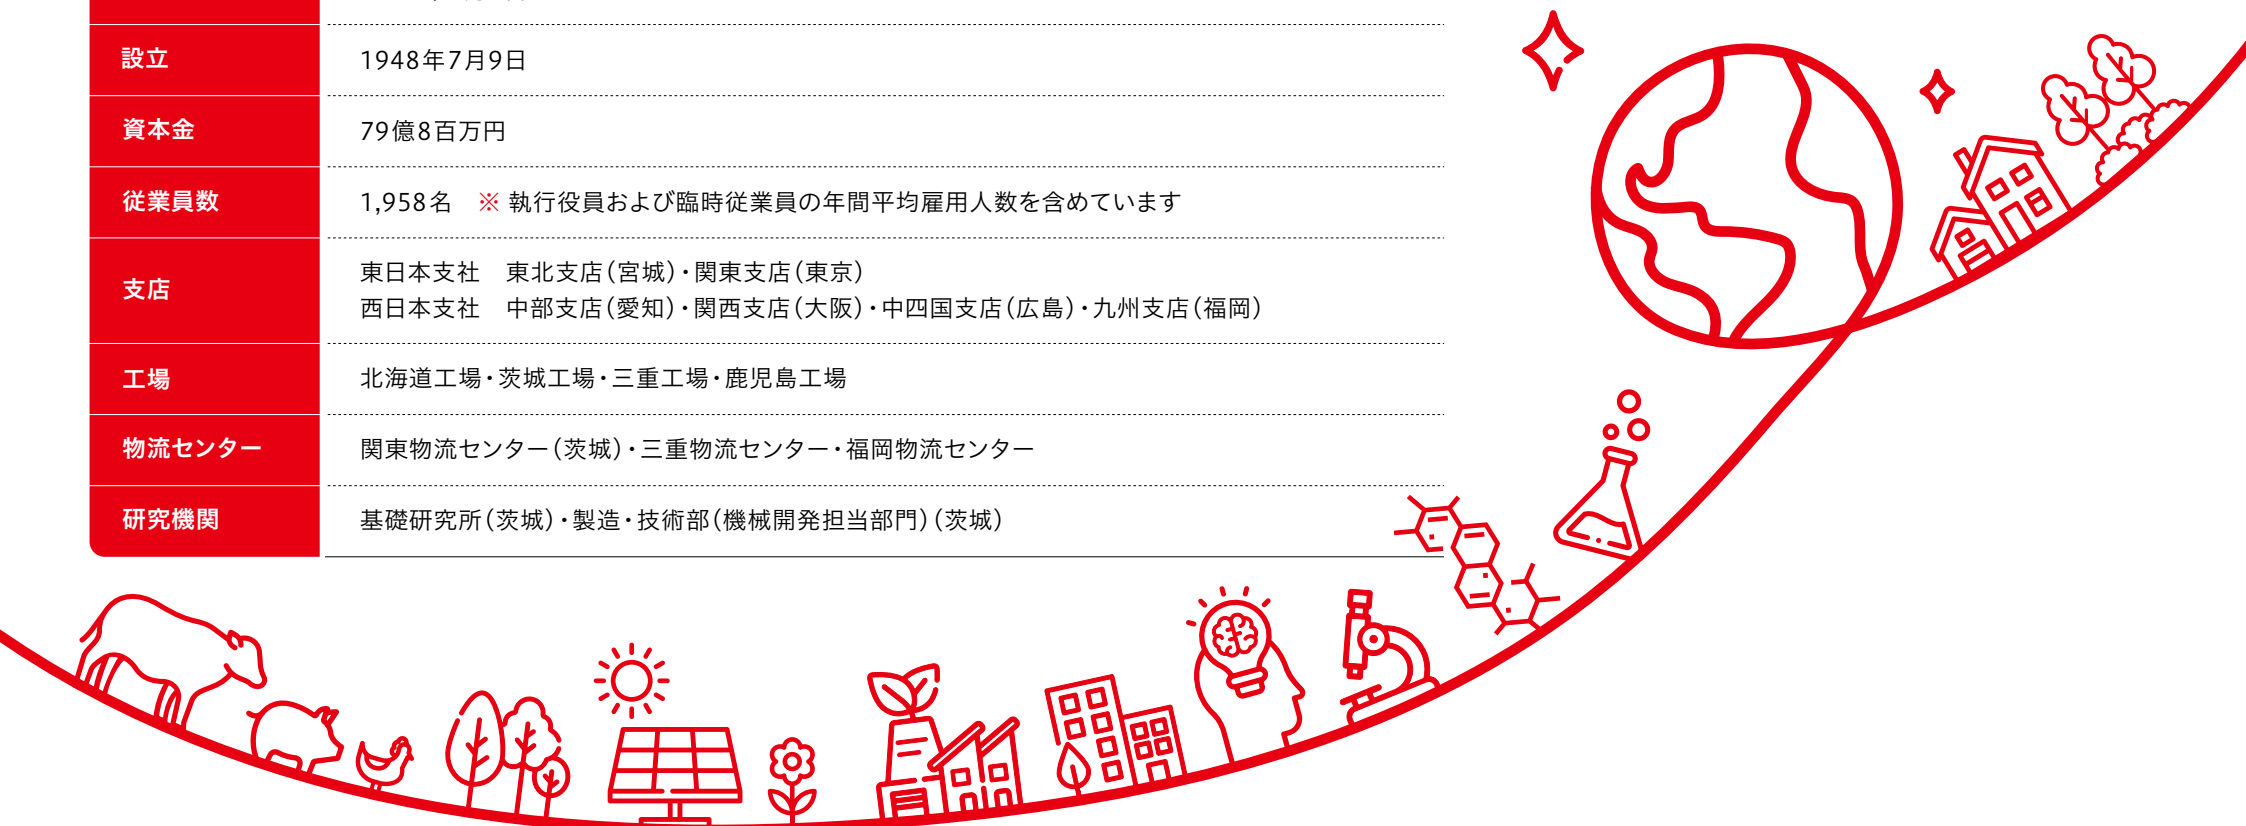 設立 1948年7月9日
資本金 79億8百万円
従業員数 1,958名 ※ 執行役員および臨時従業員の年間平均雇用人数を含めています
支店 東日本支社 東北支店(宮城)・関東支店(東京)
西日本支社 中部支店(愛知)・関西支店(大阪)・中四国支店(広島)・九州支店(福岡)
工場 北海道工場・茨城工場・三重工場・鹿児島工場
物流センター 関東物流センター(茨城)・三重物流センター・福岡物流センター
研究機関 基礎研究所(茨城)・製造・技術部(機械開発担当部門)(茨城)